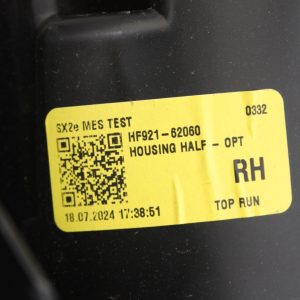 SX2e MES TEST
0332
HF921-62060
HOUSING HALF - OPT
RH
18.07.2024 17:38:51
TOP RUN